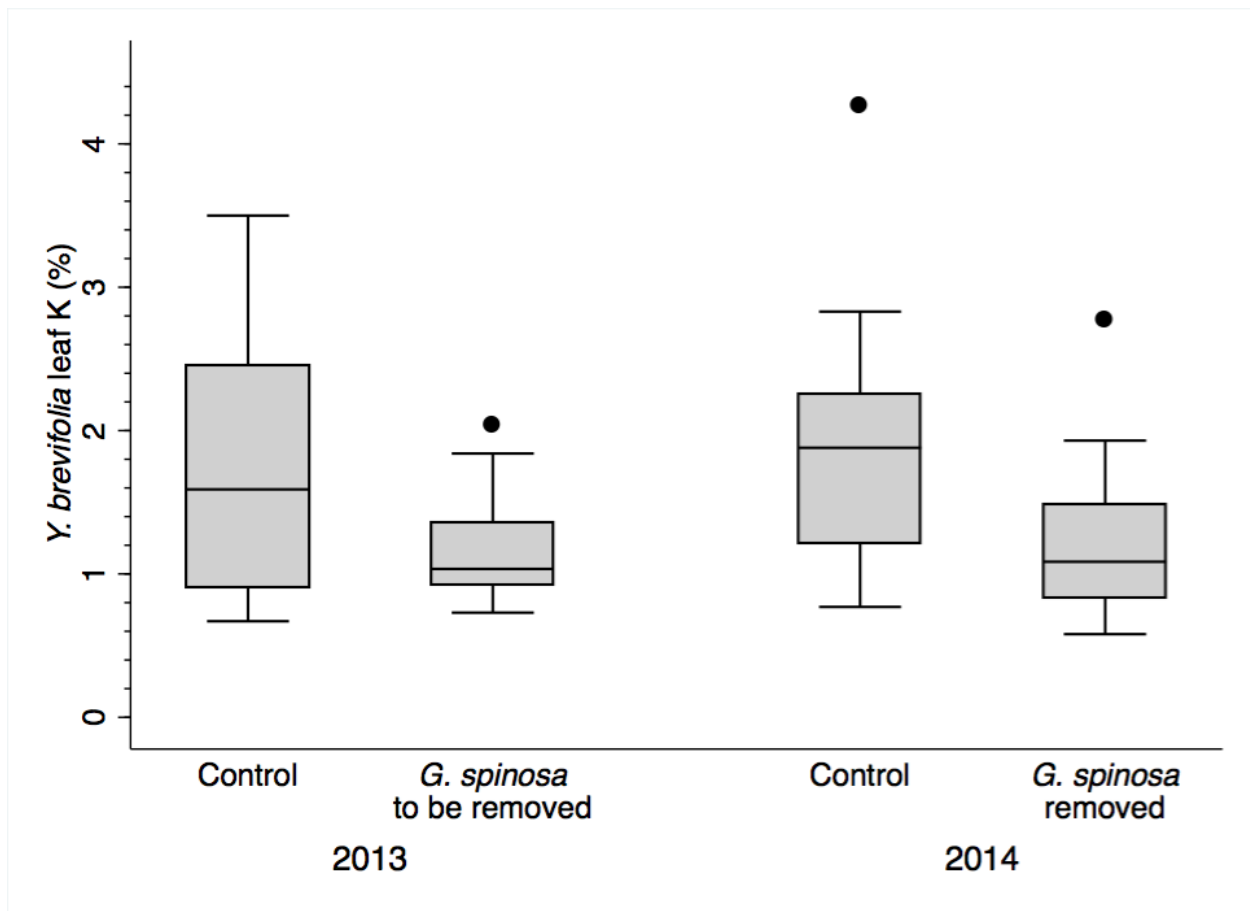 Y. brevifolia leaf K (%)
4
3
2
1
0
Control
G. spinosa
to be removed
Control
G. spinosa
removed
2013
2014